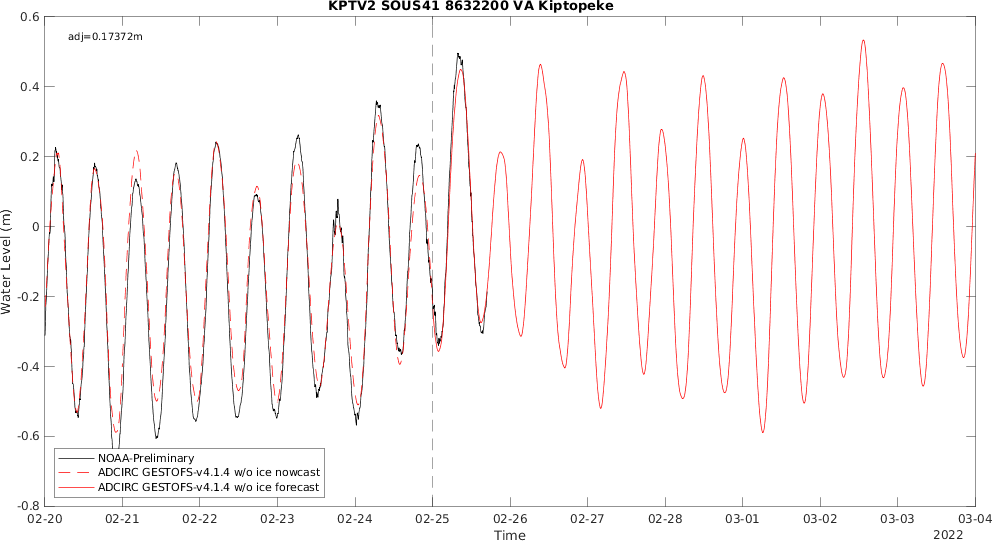 KPTV2 SOUS41 8632200 VA Kiptopeke
adj=0.17372m
0.6
0.4
0.2
0
-0.2
-0.4
-0.6
-0.8
Water Level (m)
NOAA-Preliminary
ADCIRC GESTOFS-v4.1.4 w/o ice nowcast
ADCIRC GESTOFS-v4.1.4 w/o ice forecast
02-20 02-21 02-22 02-23 02-24 02-25 02-26 02-27 02-28 03-01 03-02 03-03 03-04
Time
2022